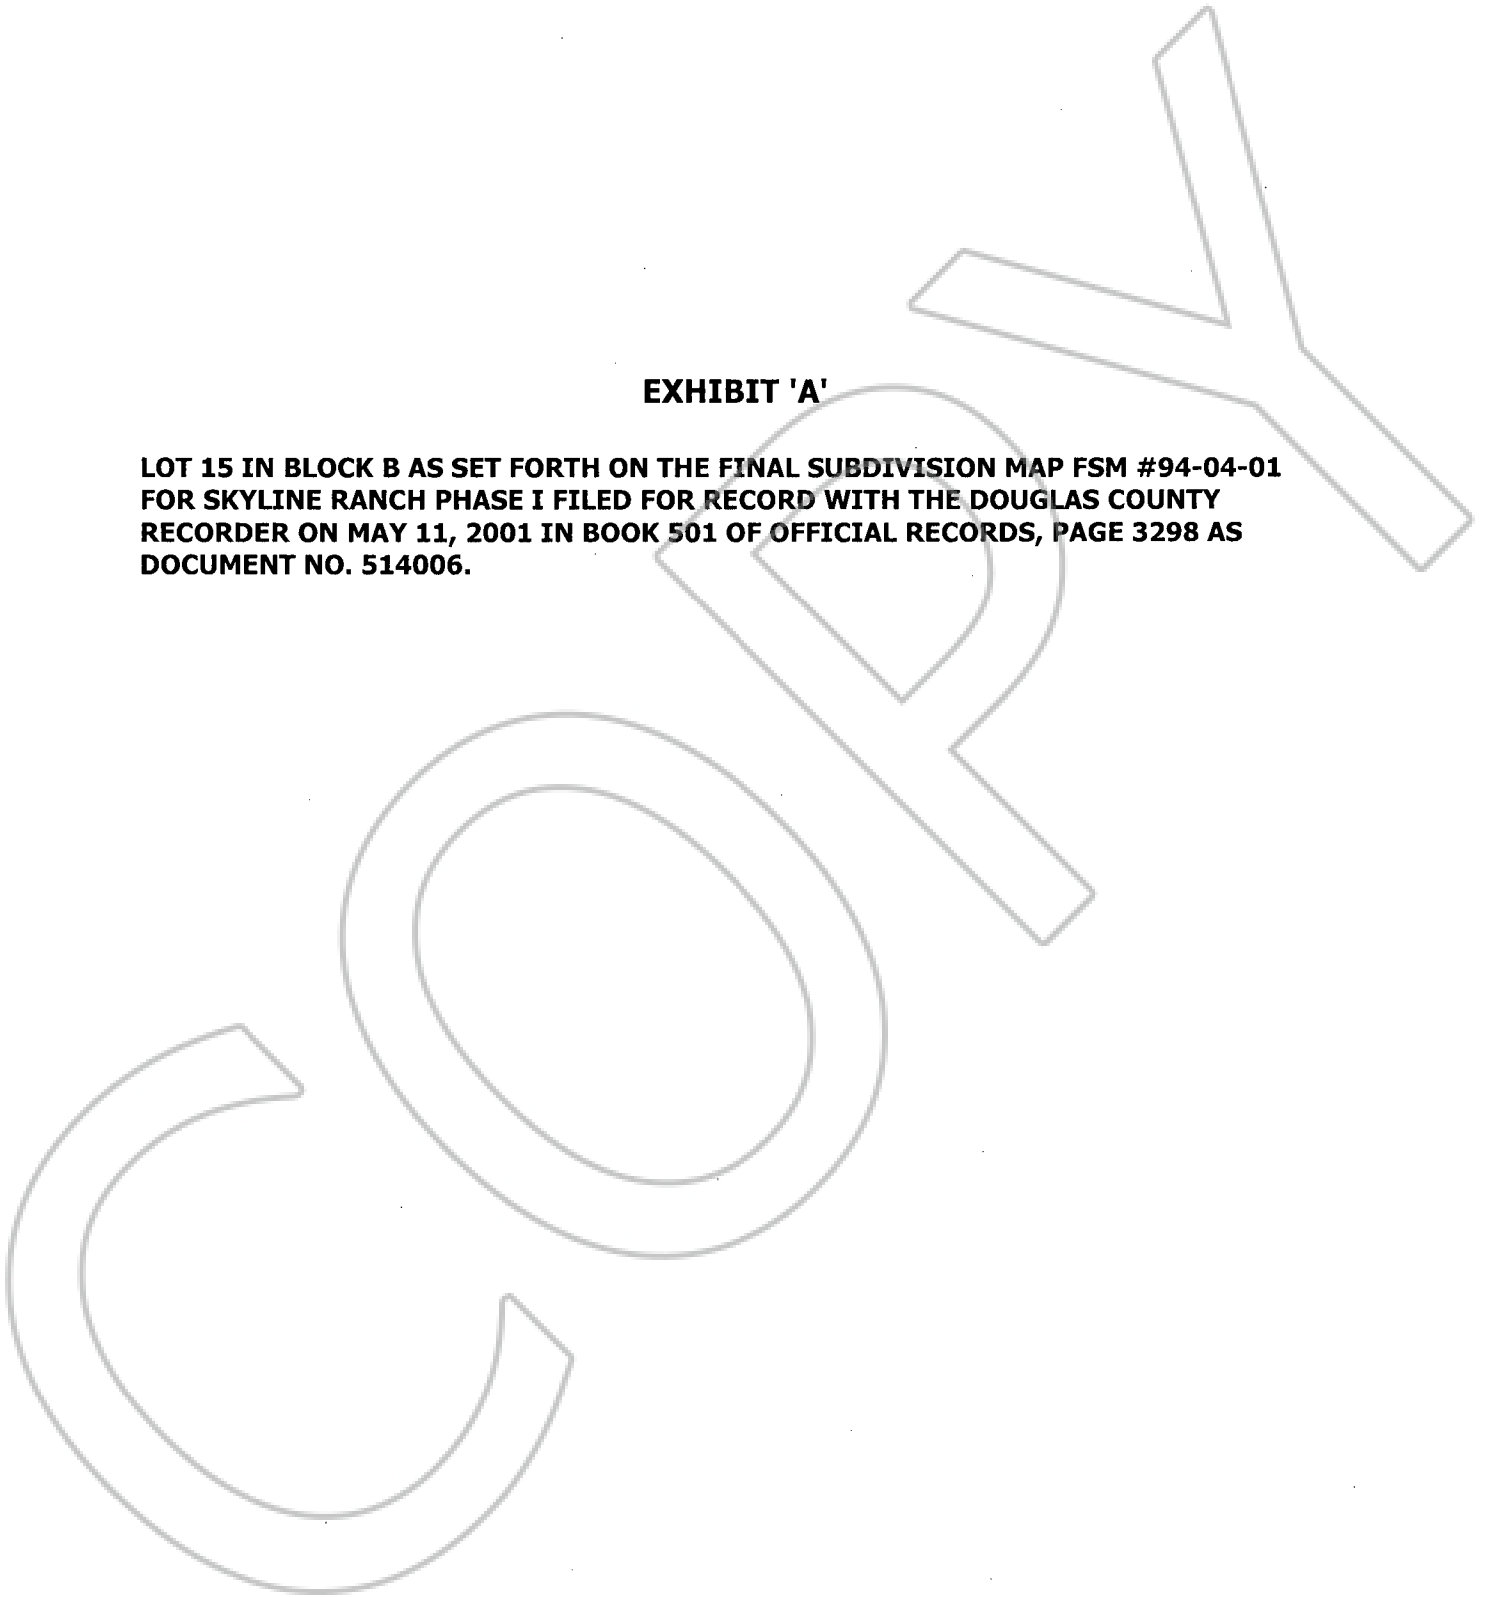 EXHIBIT 'A'
LOT 15 IN BLOCK B AS SET FORTH ON THE FINAL SUBDIVISION MAP FSM #94-04-01
FOR SKYLINE RANCH PHASE I FILED FOR RECORD WITH THE DOUGLAS COUNTY
RECORDER ON MAY 11, 2001 IN BOOK 501 OF OFFICIAL RECORDS, PAGE 3298 AS
DOCUMENT NO. 514006.
COPY